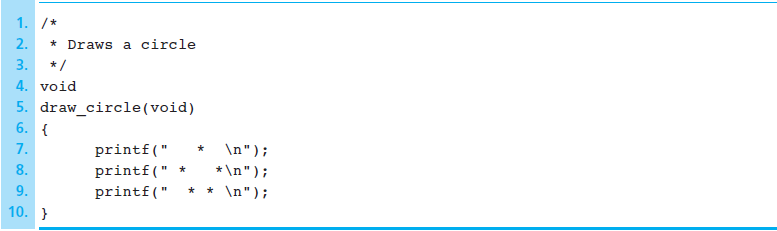 1. /*
2.  * Draws a circle
3.  */
4. void
5. draw_circle(void)
6. {
7.       printf("   *  \n");
8.       printf(" *   *\n");
9.       printf("  * * \n");
10. }